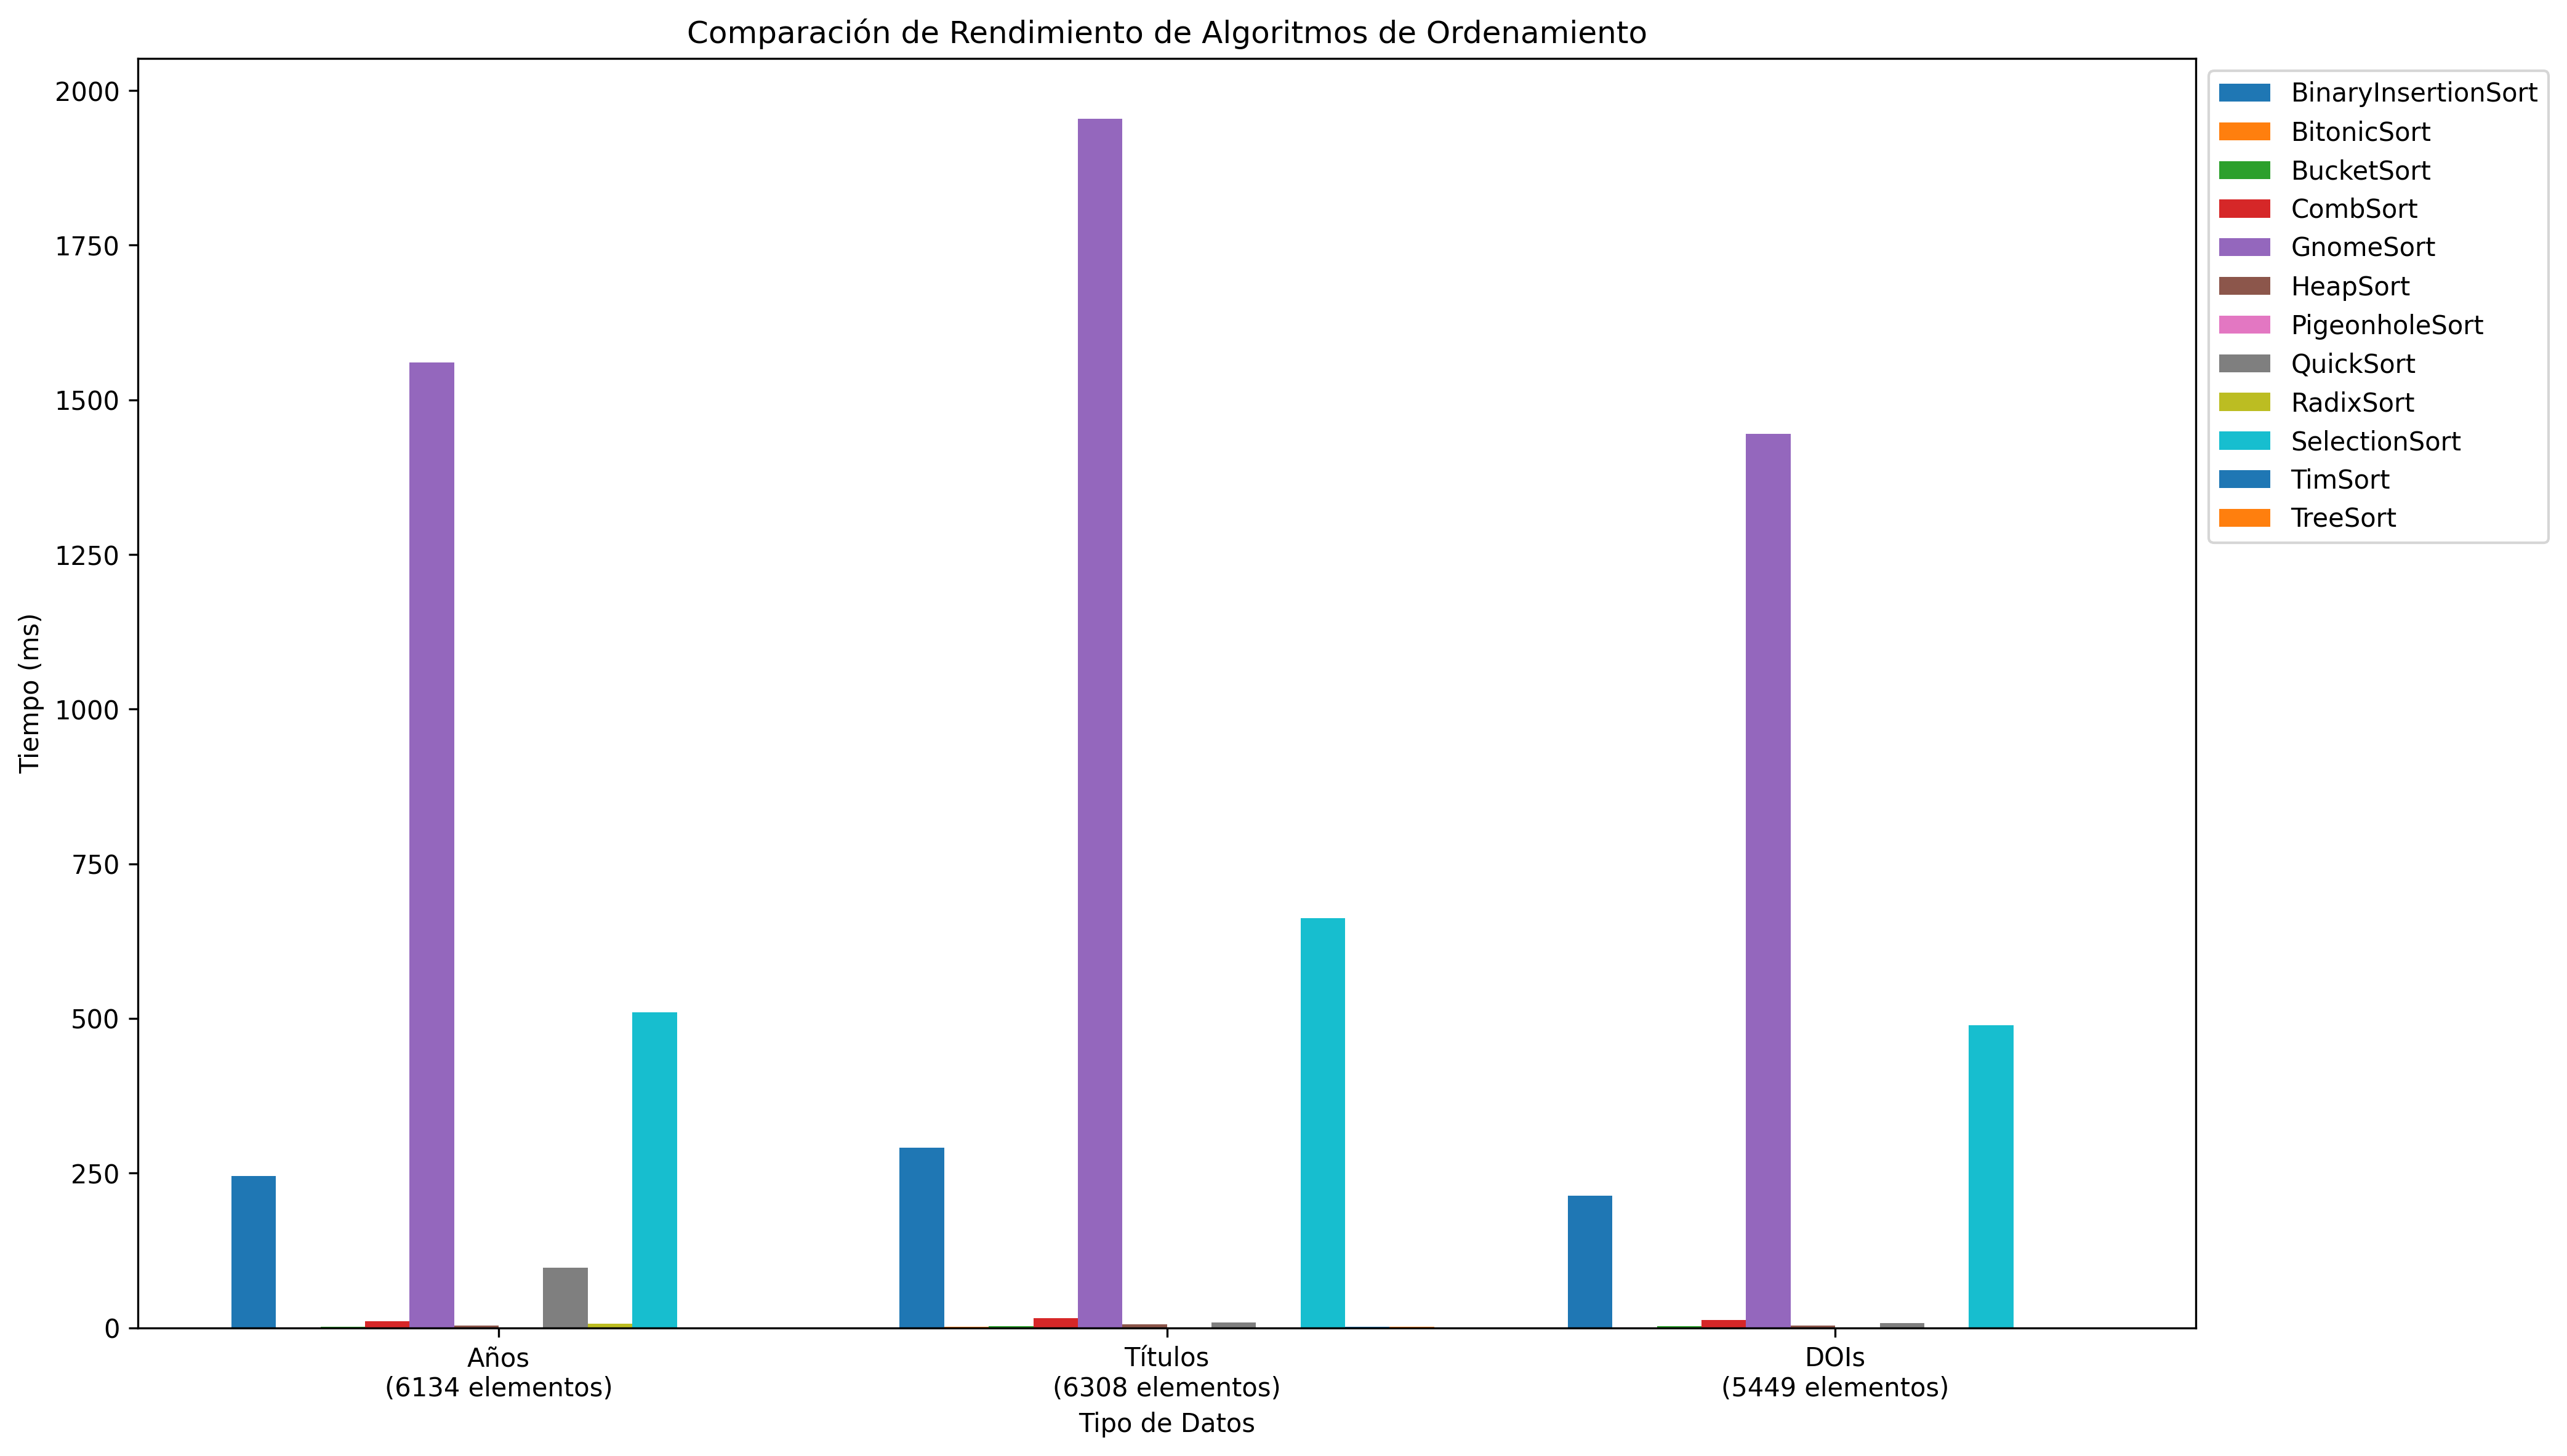 Comparación de Rendimiento de Algoritmos de Ordenamiento
Tiempo (ms)
2000
1750
1500
1250
1000
750
500
250
0
Años
(6134 elementos)
Títulos
(6308 elementos)
DOIs
(5449 elementos)
Tipo de Datos
BinaryInsertionSort
BitonicSort
BucketSort
CombSort
GnomeSort
HeapSort
PigeonholeSort
QuickSort
RadixSort
SelectionSort
TimSort
TreeSort